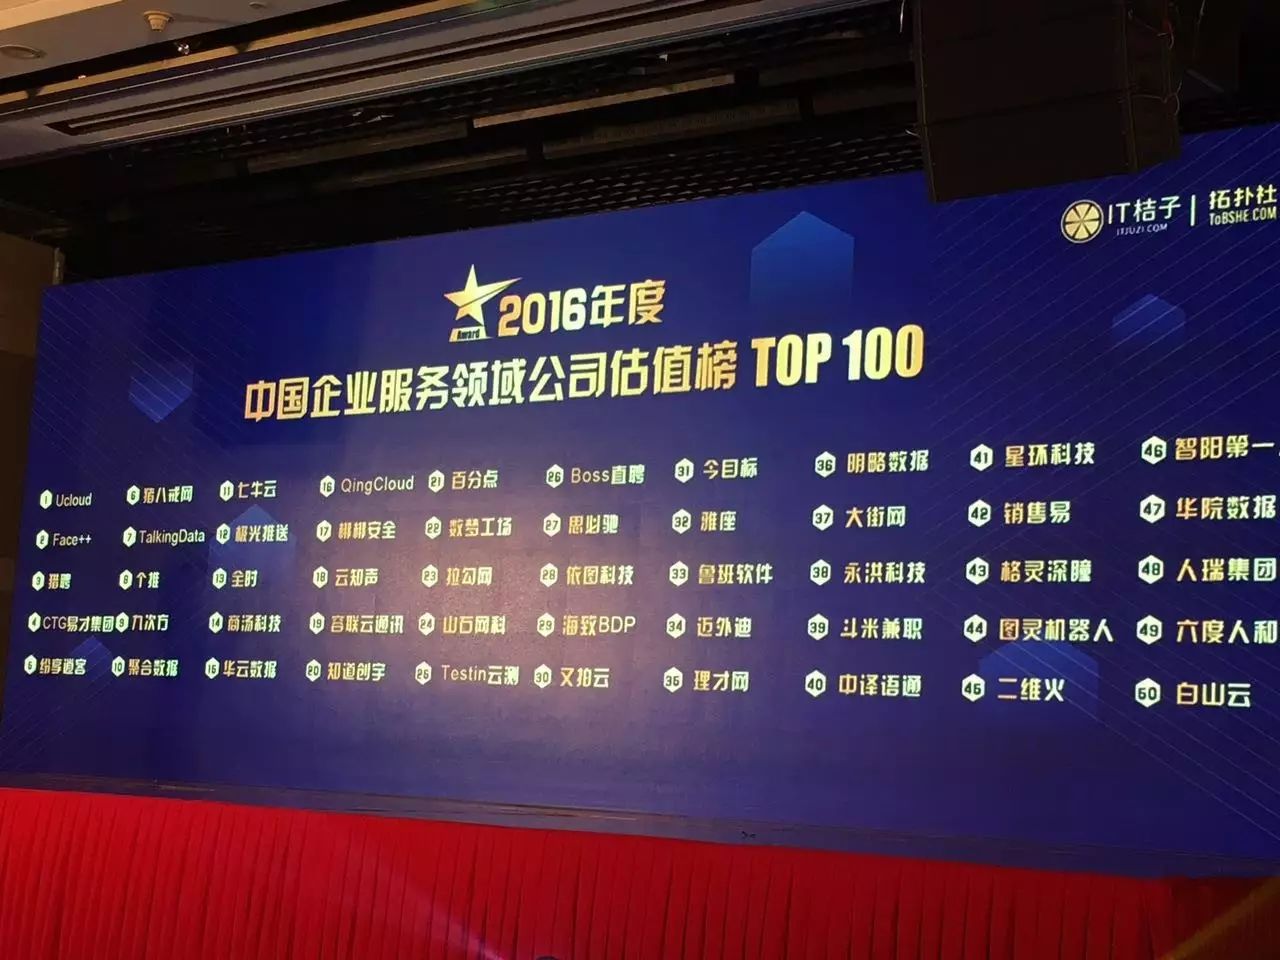 IT桔子 | 拓扑社
ITJUZI.COM ToBSHE.COM
Award 2016年度
中国企业服务领域公司估值榜 TOP 100
1 Ucloud 6 猪八戒网 11 七牛云 16 QingCloud 21 百分点 26 Boss直聘 31 今目标 36 明略数据 41 星环科技 46 智阳第一
2 Face++ 7 TalkingData 12 极光推送 17 梆梆安全 22 数梦工场 27 思必驰 32 雅座 37 大街网 42 销售易 47 华院数据
3 猎聘 8 个推 13 全时 18 云知声 23 拉勾网 28 依图科技 33 鲁班软件 38 永洪科技 43 格灵深瞳 48 人瑞集团
4 CTG易才集团 9 九次方 14 商汤科技 19 容联云通讯 24 山石网科 29 海致BDP 34 迈外迪 39 斗米兼职 44 图灵机器人 49 六度人和
5 纷享逍客 10 聚合数据 15 华云数据 20 知道创宇 25 Testin云测 30 又拍云 35 理才网 40 中译语通 45 二维火 50 白山云